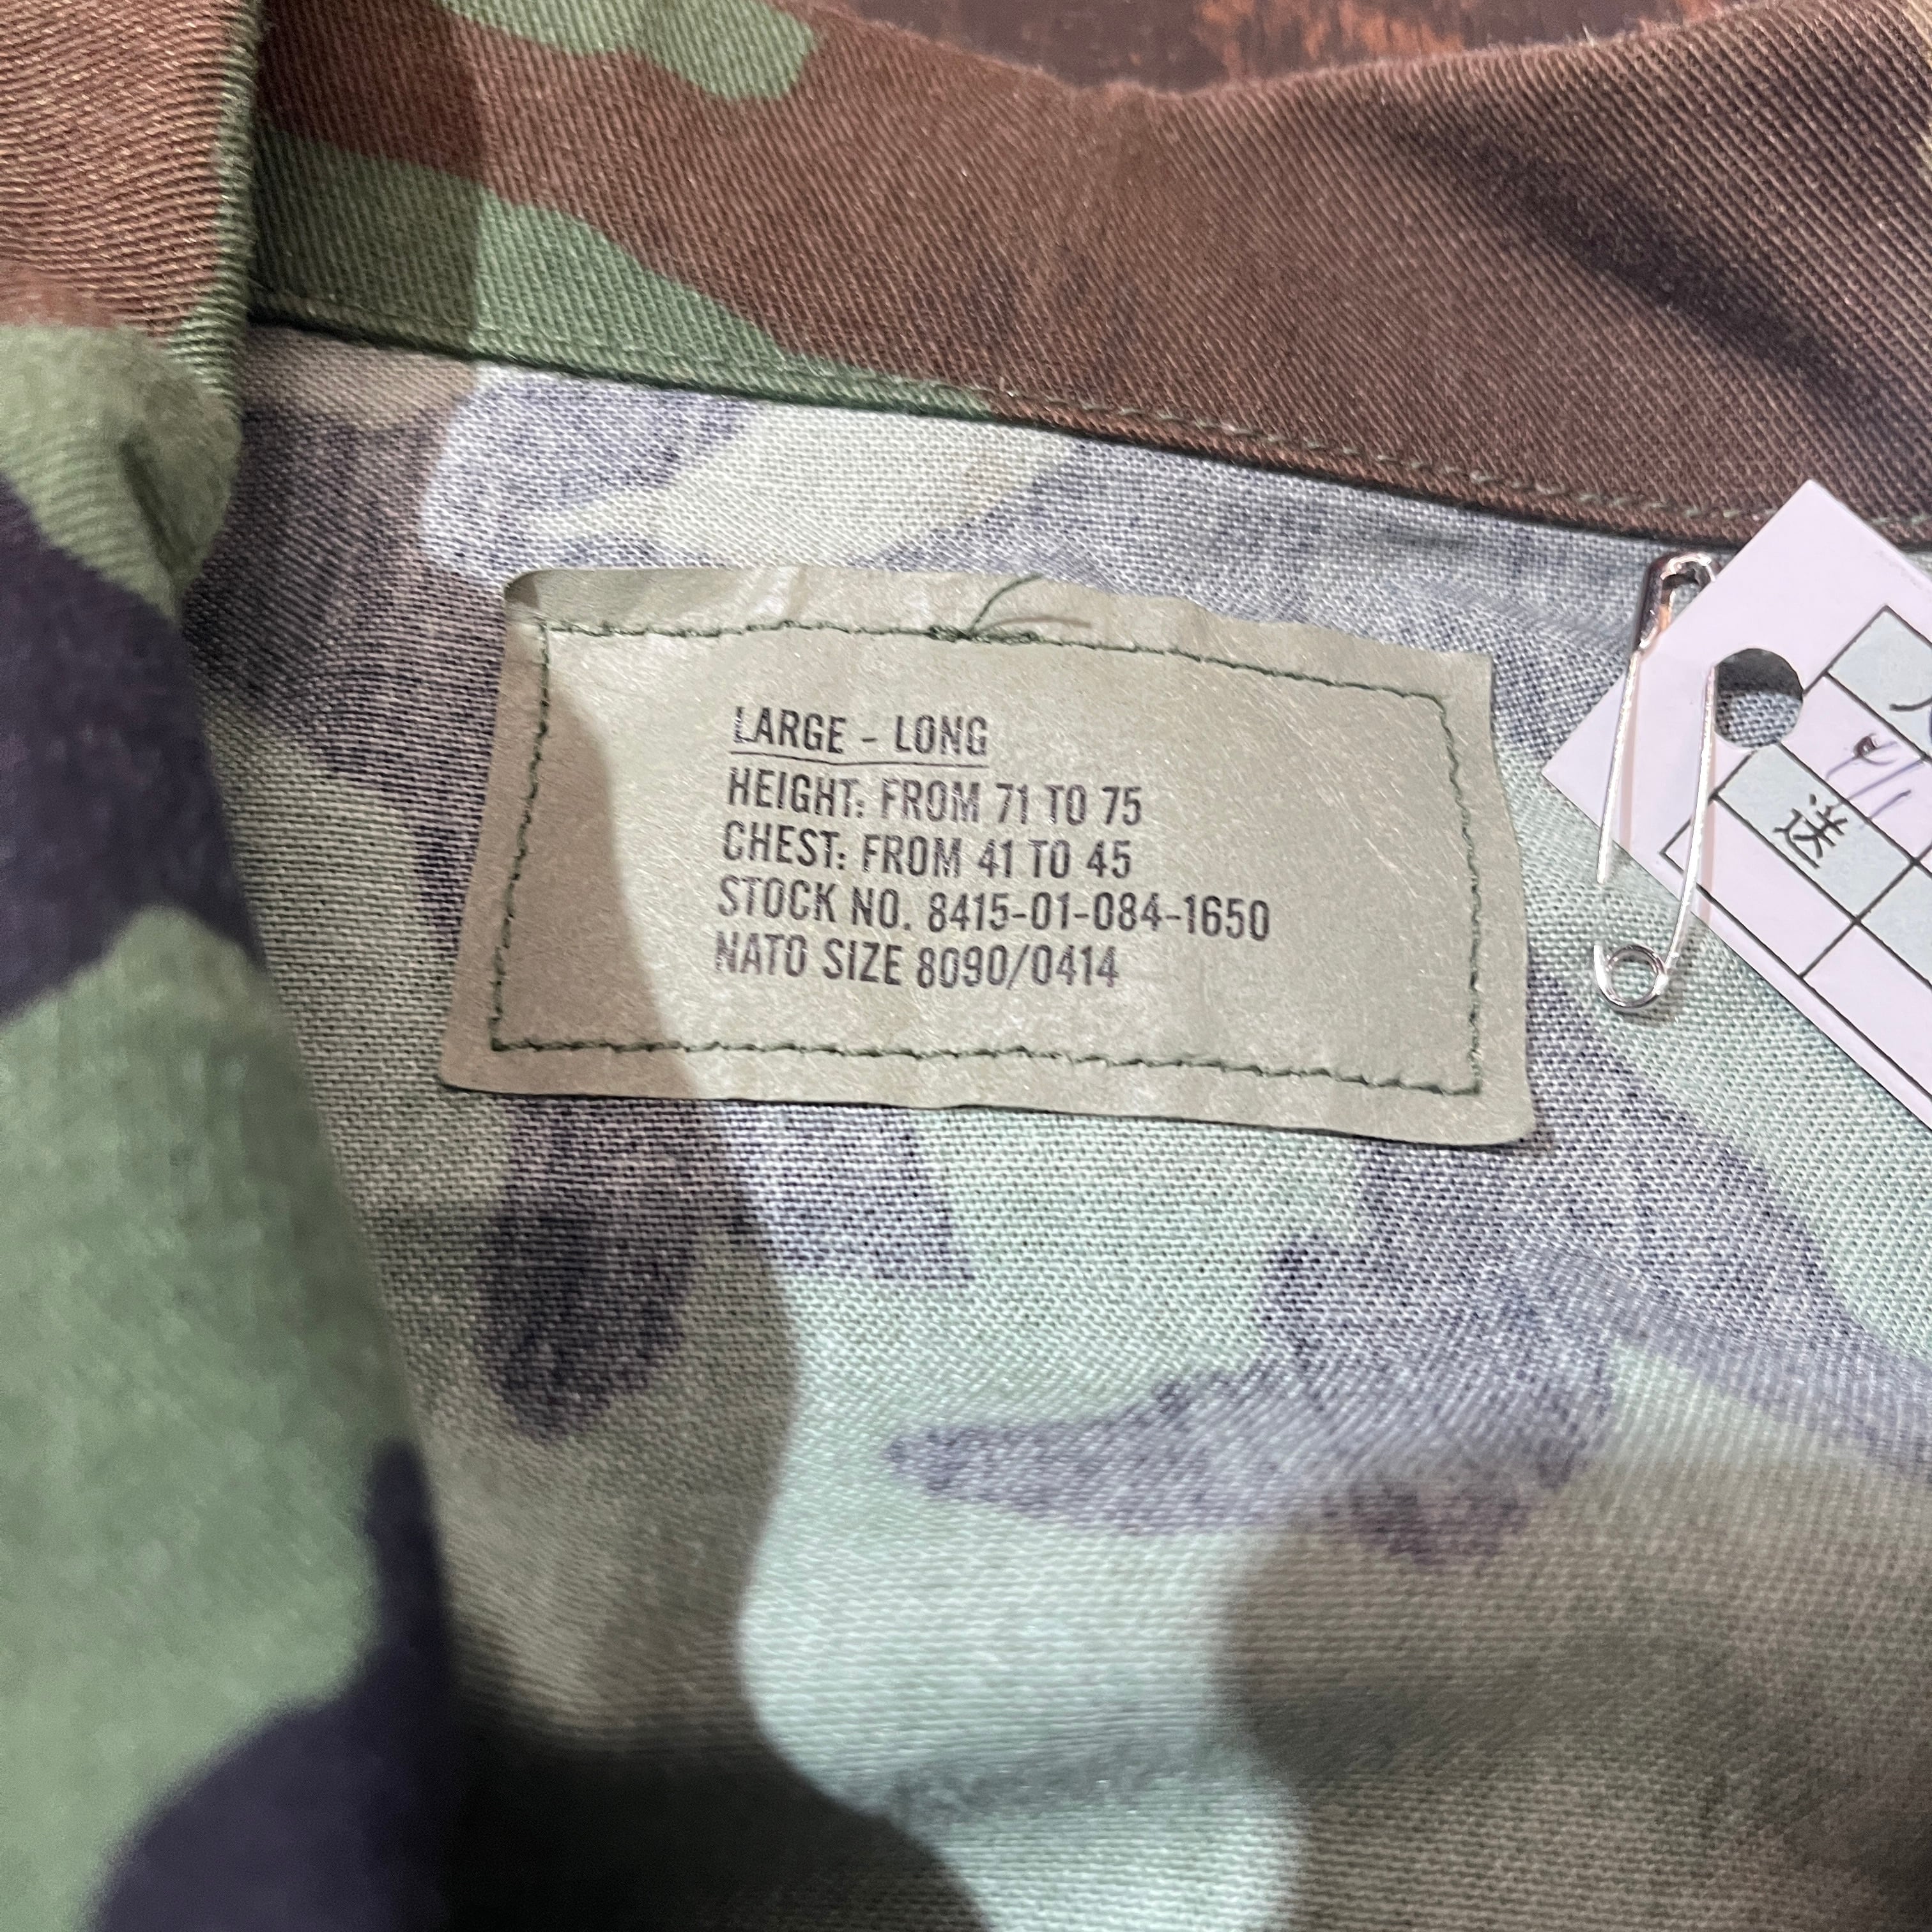 LARGE - LONG
HEIGHT: FROM 71 TO 75
CHEST: FROM 41 TO 45
STOCK NO. 8415-01-084-1650
NATO SIZE 8090/0414
送